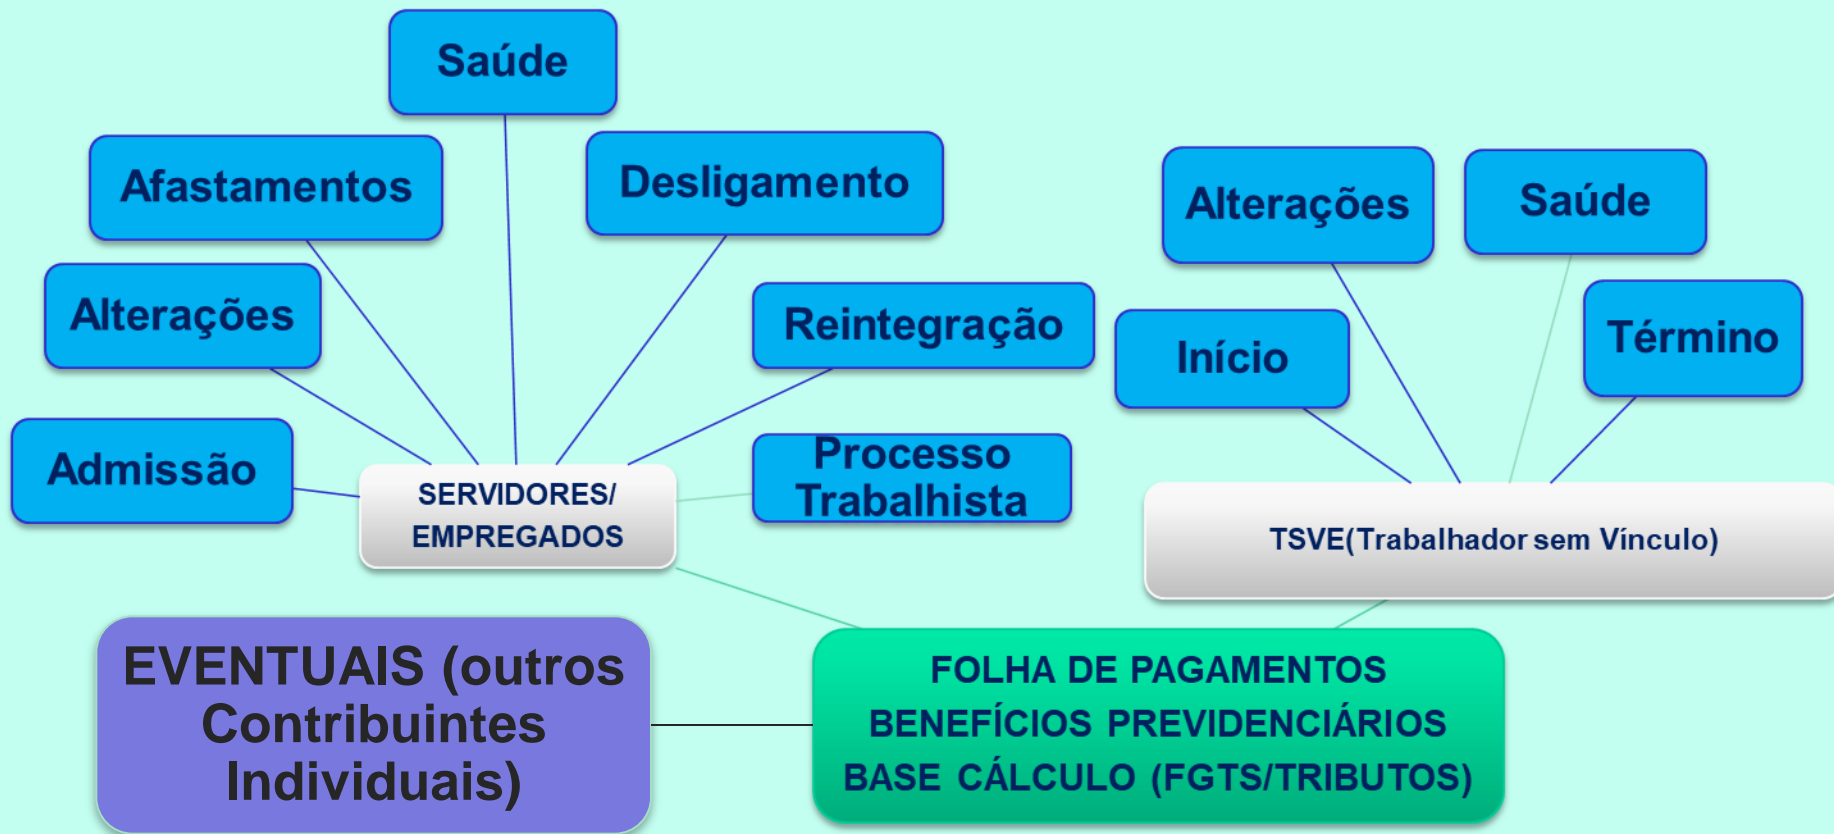 Saúde
Afastamentos
Desligamento
Alterações
Saúde
Alterações
Reintegração
Início
Término
Admissão
Processo
Trabalhista
SERVIDORES/
EMPREGADOS
TSVE(Trabalhador sem Vínculo)
EVENTUAIS (outros
Contribuintes
Individuais)
FOLHA DE PAGAMENTOS
BENEFÍCIOS PREVIDENCIÁRIOS
BASE CÁLCULO (FGTS/TRIBUTOS)